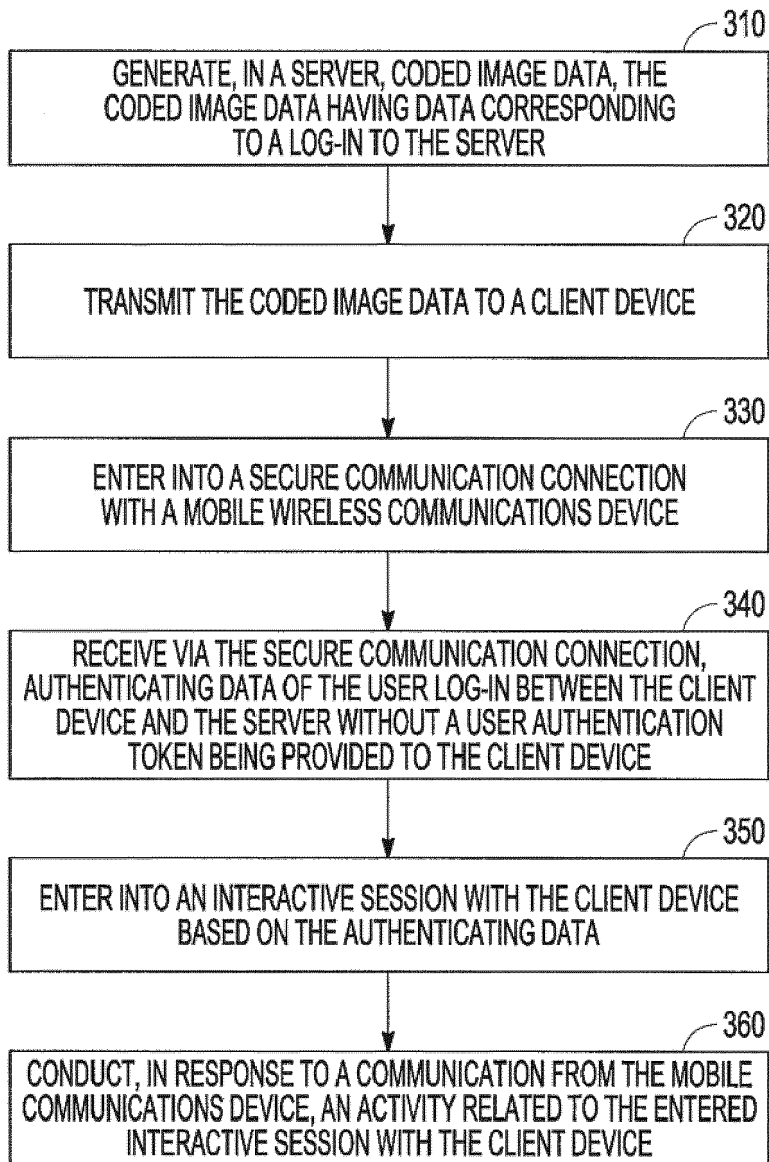 310
GENERATE, IN A SERVER, CODED IMAGE DATA, THE
CODED IMAGE DATA HAVING DATA CORRESPONDING
TO A LOG-IN TO THE SERVER
320
TRANSMIT THE CODED IMAGE DATA TO A CLIENT DEVICE
330
ENTER INTO A SECURE COMMUNICATION CONNECTION
WITH A MOBILE WIRELESS COMMUNICATIONS DEVICE
340
RECEIVE VIA THE SECURE COMMUNICATION CONNECTION,
AUTHENTICATING DATA OF THE USER LOG-IN BETWEEN THE CLIENT
DEVICE AND THE SERVER WITHOUT A USER AUTHENTICATION
TOKEN BEING PROVIDED TO THE CLIENT DEVICE
350
ENTER INTO AN INTERACTIVE SESSION WITH THE CLIENT DEVICE
BASED ON THE AUTHENTICATING DATA
360
CONDUCT, IN RESPONSE TO A COMMUNICATION FROM THE MOBILE
COMMUNICATIONS DEVICE, AN ACTIVITY RELATED TO THE ENTERED
INTERACTIVE SESSION WITH THE CLIENT DEVICE